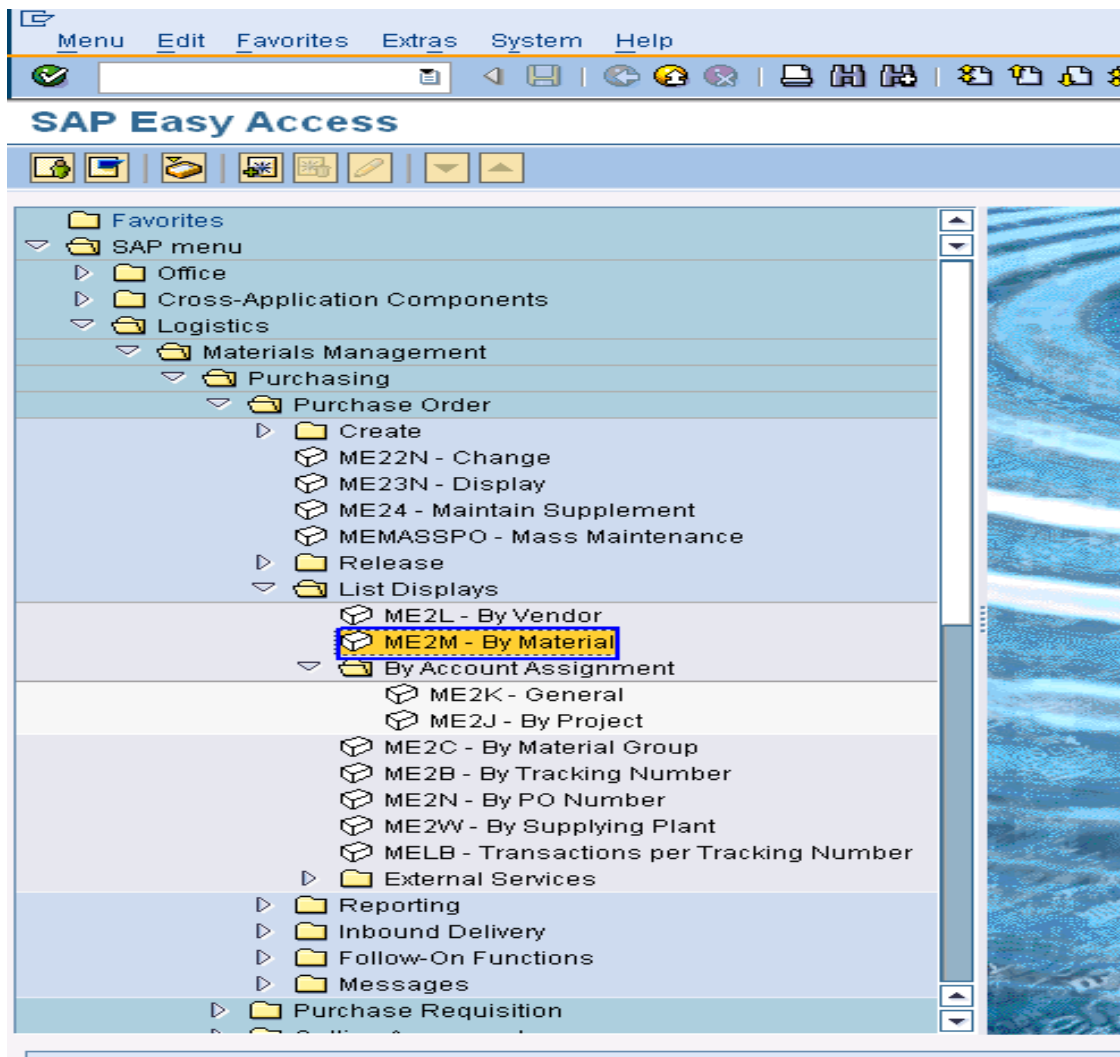 Menu Edit Favorites Extras System Help
SAP Easy Access
Favorites
SAP menu
Office
Cross-Application Components
Logistics
Materials Management
Purchasing
Purchase Order
Create
ME22N - Change
ME23N - Display
ME24 - Maintain Supplement
MEMASSPO - Mass Maintenance
Release
List Displays
ME2L - By Vendor
ME2M - By Material
By Account Assignment
ME2K - General
ME2J - By Project
ME2C - By Material Group
ME2B - By Tracking Number
ME2N - By PO Number
ME2W - By Supplying Plant
MELB - Transactions per Tracking Number
External Services
Reporting
Inbound Delivery
Follow-On Functions
Messages
Purchase Requisition